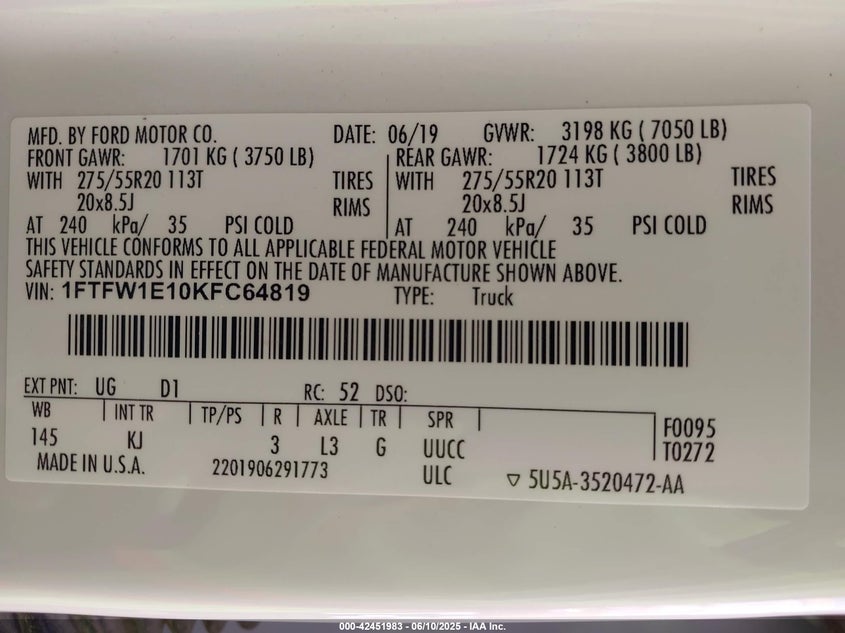 MFD. BY FORD MOTOR CO. DATE: 06/19 GVWR: 3198 KG ( 7050 LB)
FRONT GAWR: 1701 KG ( 3750 LB) REAR GAWR: 1724 KG ( 3800 LB)
WITH 275/55R20 113T TIRES WITH 275/55R20 113T TIRES
20x8.5J RIMS 20x8.5J RIMS
AT 240 kPa/ 35 PSI COLD AT 240 kPa/ 35 PSI COLD
THIS VEHICLE CONFORMS TO ALL APPLICABLE FEDERAL MOTOR VEHICLE
SAFETY STANDARDS IN EFFECT ON THE DATE OF MANUFACTURE SHOWN ABOVE.
VIN: 1FTFW1E10KFC64819 TYPE: Truck
EXT PNT: UG D1 RC: 52 DSO:
WB INT TR TP/PS R AXLE TR SPR F0095
145 KJ 3 L3 G UUCC T0272
MADE IN U.S.A. 2201906291773 ULC ▽ 5U5A-3520472-AA
000-42451983 - 06/10/2025 - IAA Inc.